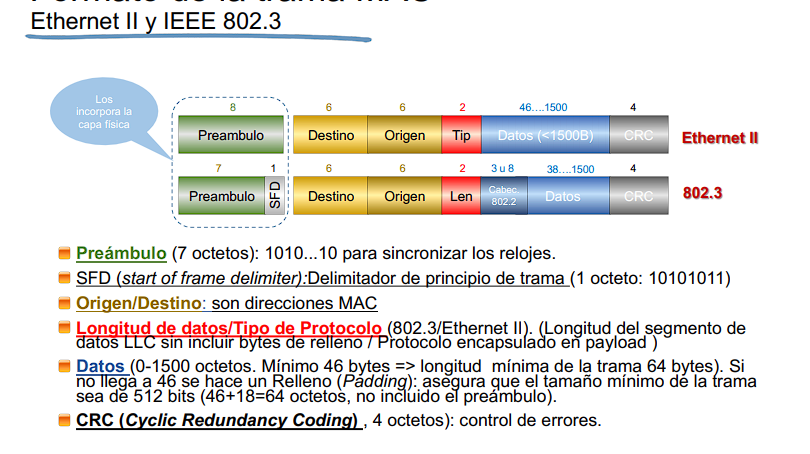 Ethernet II y IEEE 802.3
Los
incorpora la
capa física
8 6 6 2 46....1500 4
Preambulo Destino Origen Tip Datos (<1500B) CRC Ethernet II
7 1 6 6 2 3 u 8 38....1500 4
Preambulo SFD Destino Origen Len Cabec. 802.2 Datos CRC 802.3
Preámbulo (7 octetos): 1010...10 para sincronizar los relojes.
SFD (start of frame delimiter):Delimitador de principio de trama (1 octeto: 10101011)
Origen/Destino: son direcciones MAC
Longitud de datos/Tipo de Protocolo (802.3/Ethernet II). (Longitud del segmento de
datos LLC sin incluir bytes de relleno / Protocolo encapsulado en payload )
Datos (0-1500 octetos. Mínimo 46 bytes => longitud mínima de la trama 64 bytes). Si
no llega a 46 se hace un Relleno (Padding): asegura que el tamaño mínimo de la trama
sea de 512 bits (46+18=64 octetos, no incluido el preámbulo).
CRC (Cyclic Redundancy Coding) , 4 octetos): control de errores.